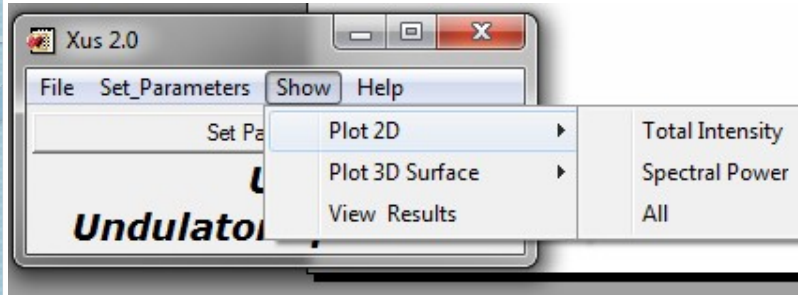 Xus 2.0
File Set_Parameters Show Help
Set Pa
Plot 2D
Plot 3D Surface
View Results
Total Intensity
Spectral Power
All
Undulato